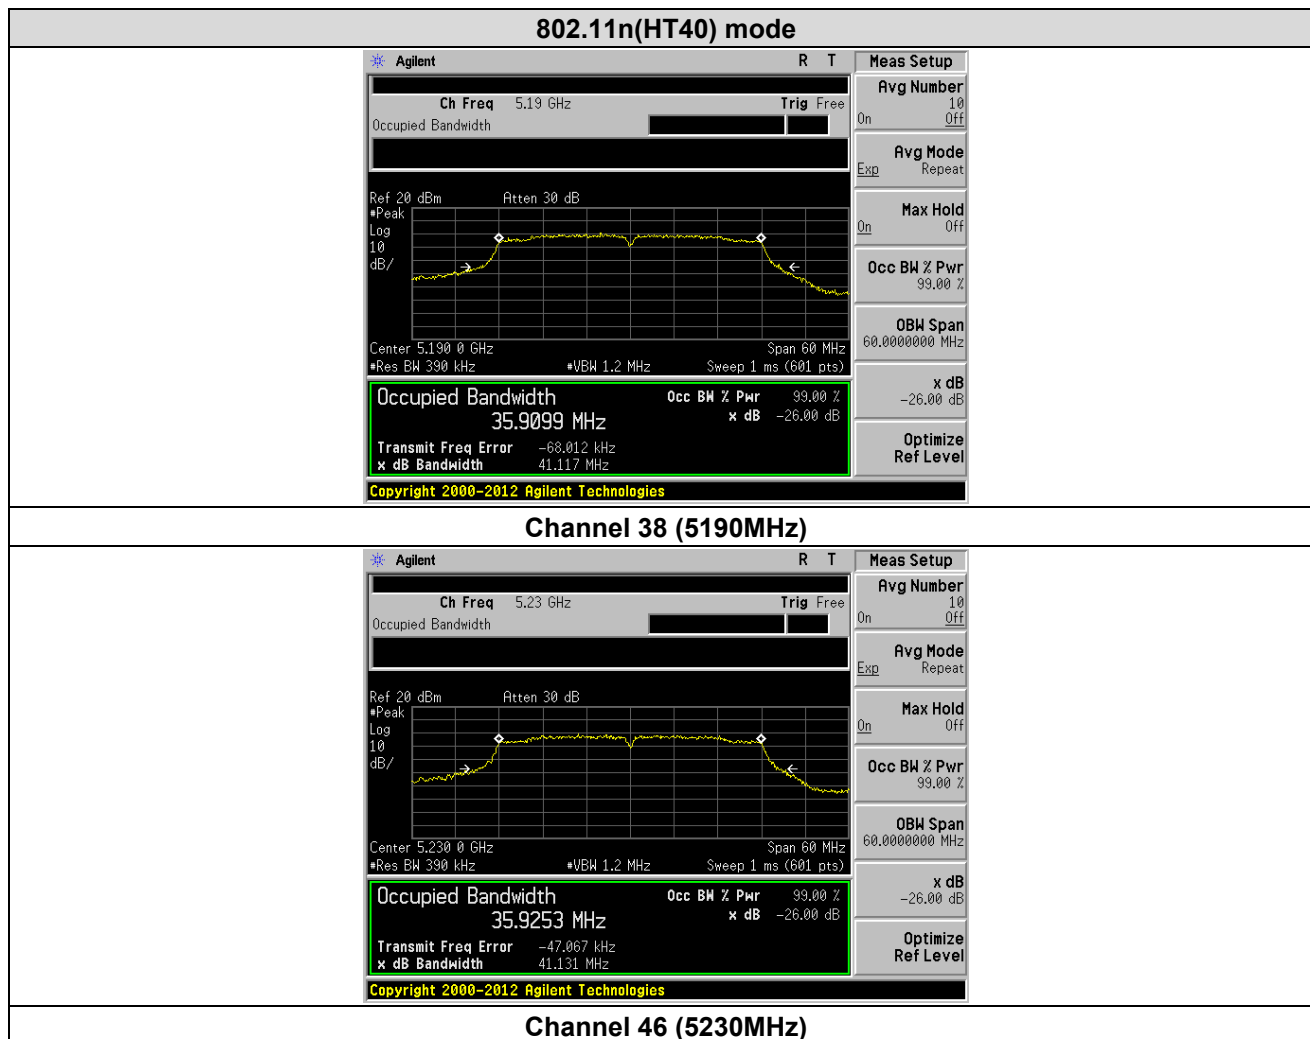 802.11n(HT40) mode
Agilent R T Meas Setup
Ch Freq 5.19 GHz Trig Free
Occupied Bandwidth
Avg Number
10
On Off
Avg Mode
Exp Repeat
Max Hold
On Off
Occ BW % Pwr
99.00 %
OBW Span
60.0000000 MHz
x dB
-26.00 dB
Optimize
Ref Level
Ref 20 dBm Atten 30 dB
#Peak
Log
10
dB/
Center 5.190 0 GHz Span 60 MHz
#Res BW 390 kHz #VBW 1.2 MHz Sweep 1 ms (601 pts)
Occupied Bandwidth Occ BW % Pwr 99.00 %
35.9099 MHz x dB -26.00 dB
Transmit Freq Error -68.012 kHz
x dB Bandwidth 41.117 MHz
Copyright 2000-2012 Agilent Technologies
Channel 38 (5190MHz)
Agilent R T Meas Setup
Ch Freq 5.23 GHz Trig Free
Occupied Bandwidth
Avg Number
10
On Off
Avg Mode
Exp Repeat
Max Hold
On Off
Occ BW % Pwr
99.00 %
OBW Span
60.0000000 MHz
x dB
-26.00 dB
Optimize
Ref Level
Ref 20 dBm Atten 30 dB
#Peak
Log
10
dB/
Center 5.230 0 GHz Span 60 MHz
#Res BW 390 kHz #VBW 1.2 MHz Sweep 1 ms (601 pts)
Occupied Bandwidth Occ BW % Pwr 99.00 %
35.9253 MHz x dB -26.00 dB
Transmit Freq Error -47.067 kHz
x dB Bandwidth 41.131 MHz
Copyright 2000-2012 Agilent Technologies
Channel 46 (5230MHz)